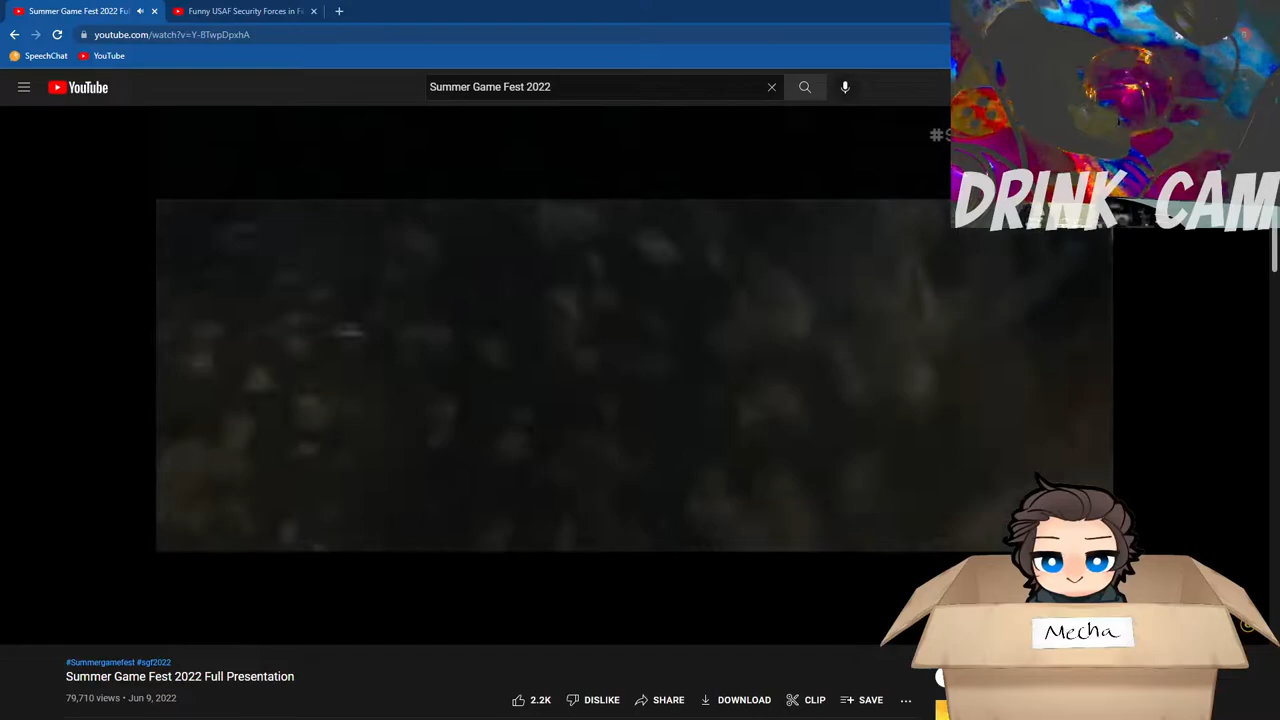 Summer Game Fest 2022 Ful
Funny USAF Security Forces in F
youtube.com/watch?v=Y-8TwpDpxhA
SpeechChat
YouTube
YouTube
Summer Game Fest 2022
DRINK CAM
Mecha
#Summergamefest #sgf2022
Summer Game Fest 2022 Full Presentation
79,710 views • Jun 9, 2022
2.2K
DISLIKE
SHARE
DOWNLOAD
CLIP
SAVE